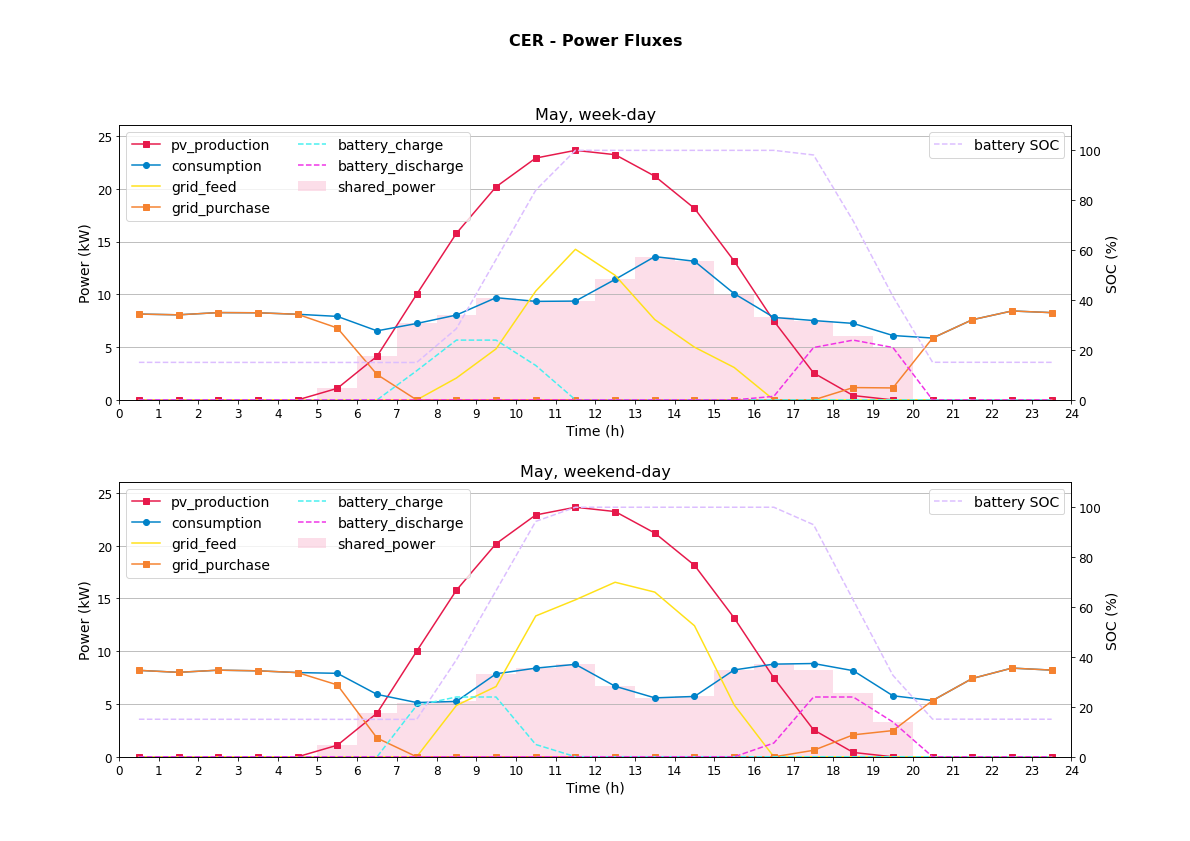 CER - Power Fluxes
May, week-day
pv_production
consumption
grid_feed
grid_purchase
battery_charge
battery_discharge
shared_power
battery SOC
Power (kW)
0
5
10
15
20
25
SOC (%)
0
20
40
60
80
100
0 1 2 3 4 5 6 7 8 9 10 11 12 13 14 15 16 17 18 19 20 21 22 23 24
Time (h)
May, weekend-day
pv_production
consumption
grid_feed
grid_purchase
battery_charge
battery_discharge
shared_power
battery SOC
Power (kW)
0
5
10
15
20
25
SOC (%)
0
20
40
60
80
100
0 1 2 3 4 5 6 7 8 9 10 11 12 13 14 15 16 17 18 19 20 21 22 23 24
Time (h)